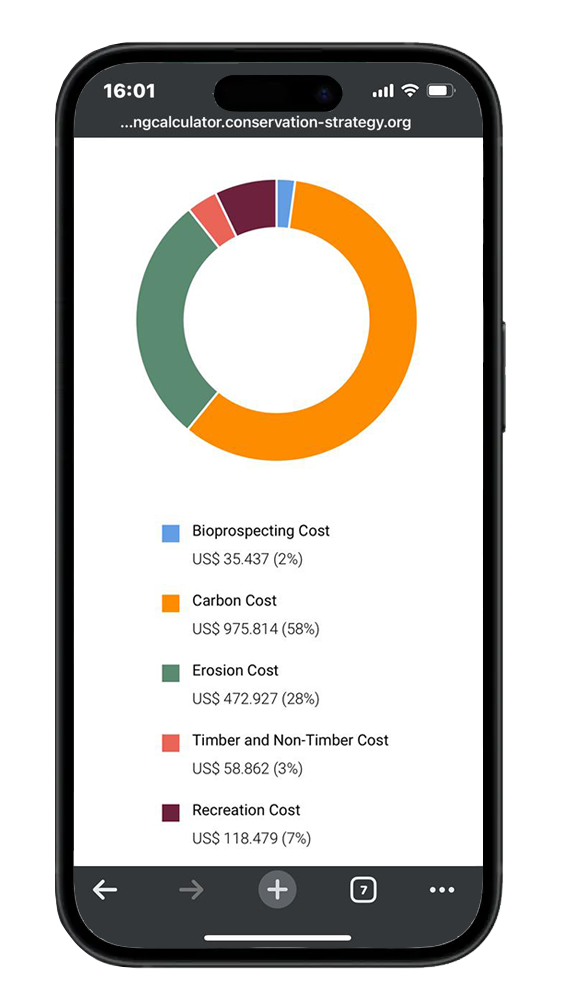 16:01
...ngcalculator.conservation-strategy.org
Bioprospecting Cost
US$ 35.437 (2%)
Carbon Cost
US$ 975.814 (58%)
Erosion Cost
US$ 472.927 (28%)
Timber and Non-Timber Cost
US$ 58.862 (3%)
Recreation Cost
US$ 118.479 (7%)
7